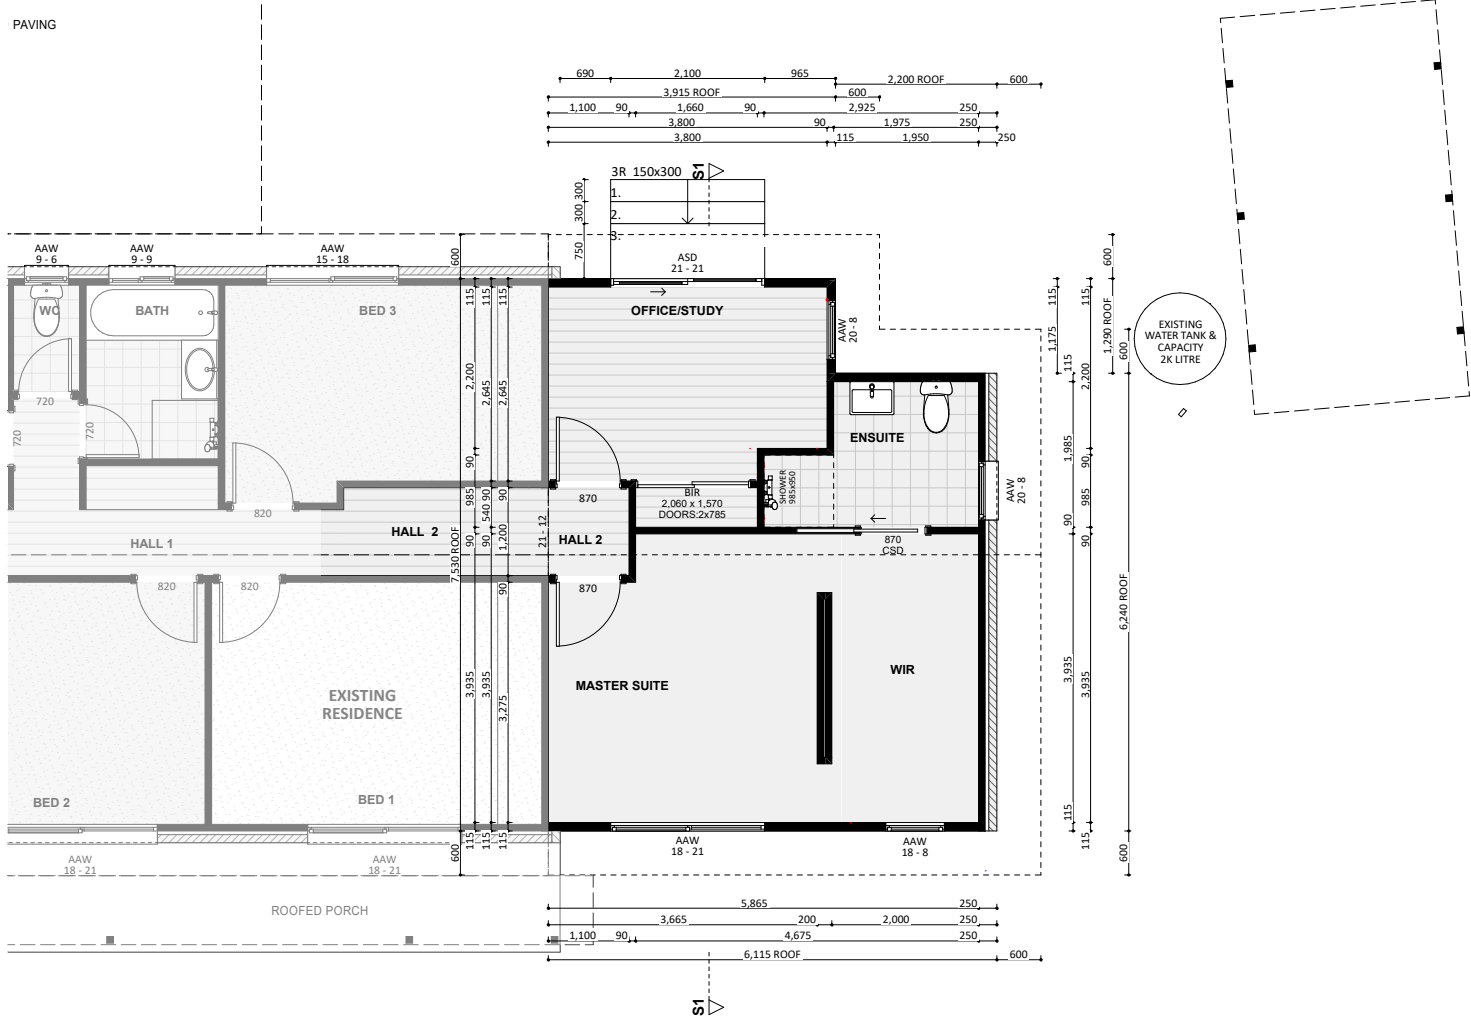 PAVING
690 2,100 965
2,200 ROOF 600
3,915 ROOF 600
1,100 90 1,660 90 2,925 250
3,800 90 1,975 250
3,800 115 1,950 250
3R 150x300
S1
1.
2.
3.
300
300
750
AAW
9 - 6
AAW
9 - 9
AAW
15 - 18
600
ASD
21 - 21
WC
BATH
BED 3
OFFICE/STUDY
AAW
20 - 8
115
115
115
2,200
2,645
2,645
90
985
90
540
90
90
90
1,200
90
7,530 ROOF
3,935
3,935
3,275
115
115
115
600
720
720
720
820
870
BIR
2,060 x 1,570
DOORS:2x785
SHOWER
985x950
ENSUITE
AAW
20 - 8
HALL 1
HALL 2
21 - 12
HALL 2
870
CSD
820
820
870
EXISTING
RESIDENCE
MASTER SUITE
WIR
BED 2
BED 1
AAW
18 - 21
AAW
18 - 21
AAW
18 - 21
AAW
18 - 8
ROOFED PORCH
600
115
1,175
115
1,290 ROOF
600
115
2,200
1,985
90
985
90
90
6,240 ROOF
3,935
3,935
115
115
600
EXISTING
WATER TANK &
CAPACITY
2K LITRE
5,865 250
3,665 200 2,000 250
1,100 90 4,675 250
6,115 ROOF 600
S1